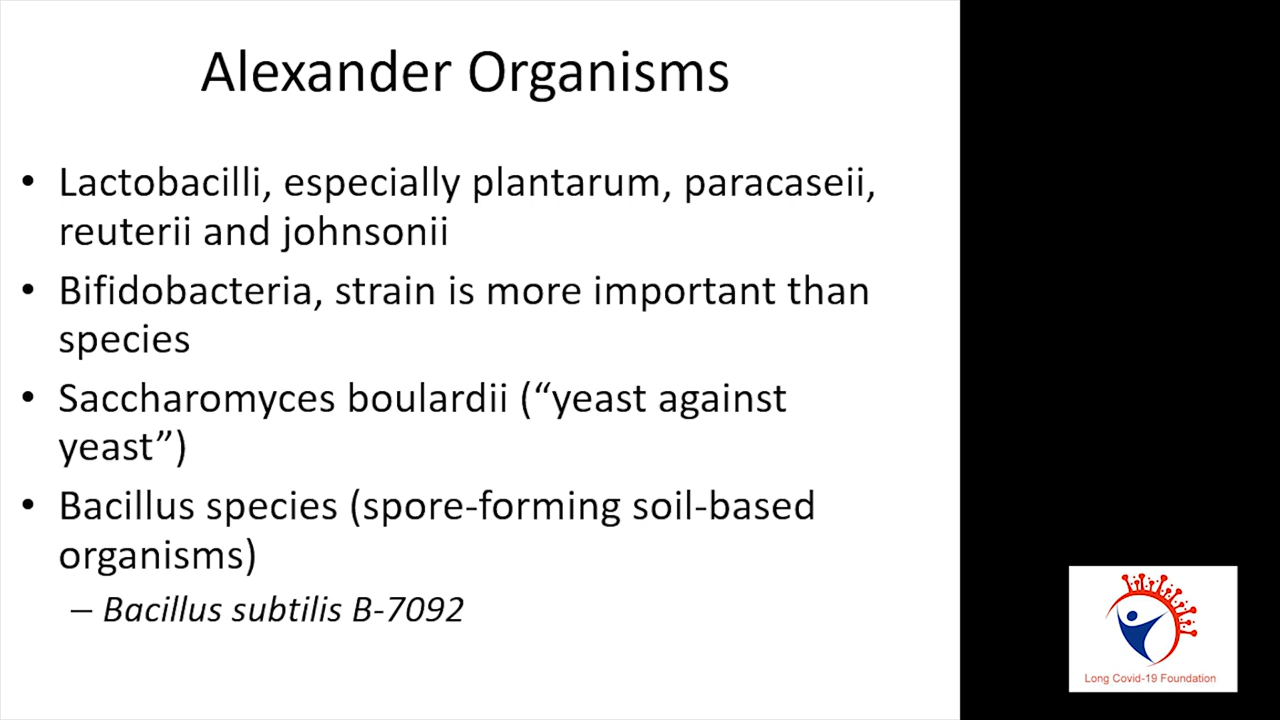 Alexander Organisms
• Lactobacilli, especially plantarum, paracaseii,
reuterii and johnsonii
• Bifidobacteria, strain is more important than
species
• Saccharomyces boulardii (“yeast against
yeast”)
• Bacillus species (spore-forming soil-based
organisms)
– Bacillus subtilis B-7092
Long Covid-19 Foundation